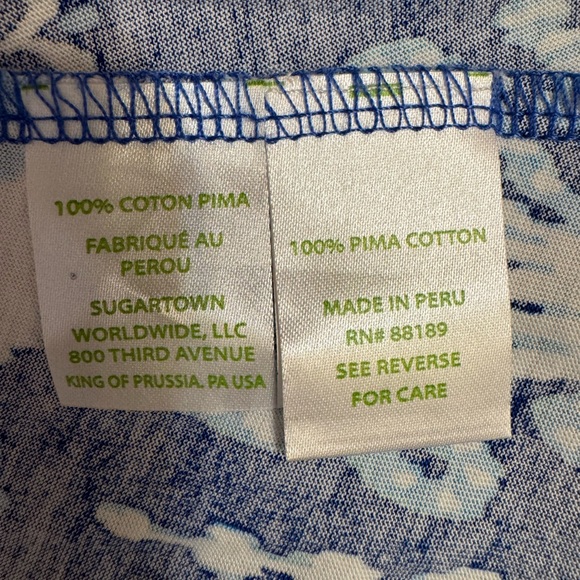 100% COTON PIMA
FABRIQUÉ AU
PEROU
SUGARTOWN
WORLDWIDE, LLC
800 THIRD AVENUE
KING OF PRUSSIA, PA USA
100% PIMA COTTON
MADE IN PERU
RN# 88189
SEE REVERSE
FOR CARE